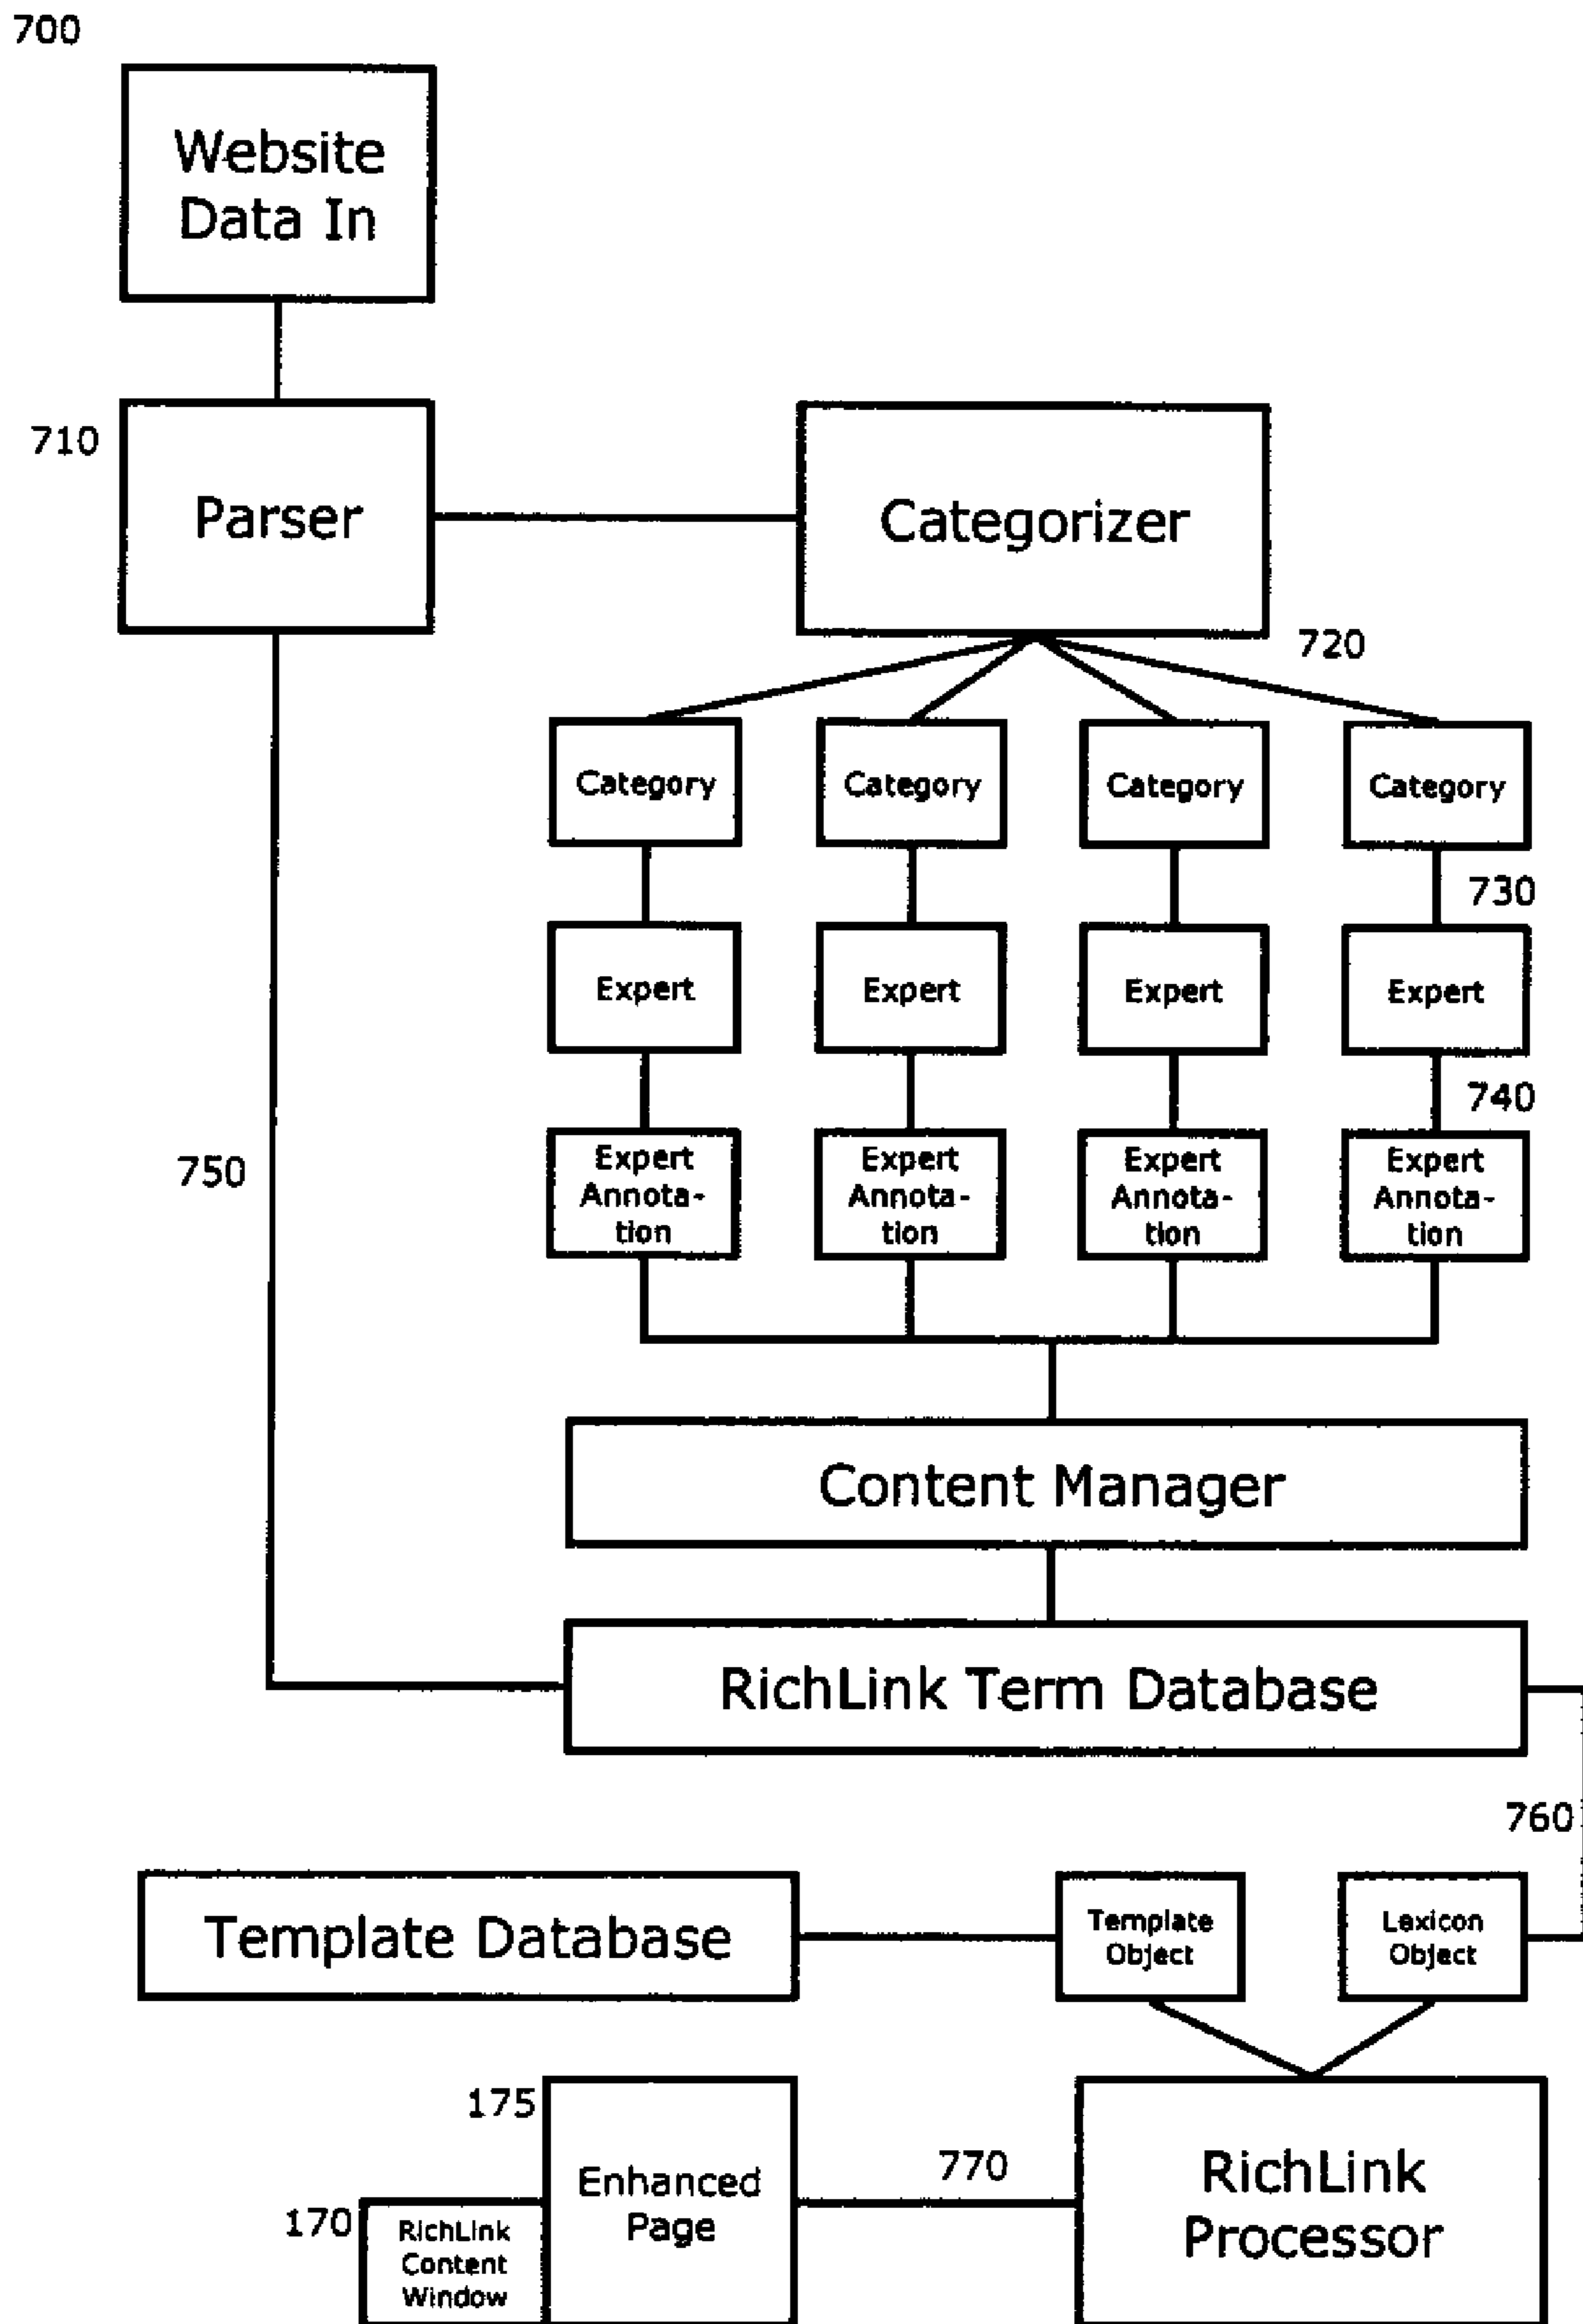 700
Website
Data In
710
Parser
Categorizer
720
Category
Category
Category
Category
730
Expert
Expert
Expert
Expert
740
Expert
Annota-
tion
Expert
Annota-
tion
Expert
Annota-
tion
Expert
Annota-
tion
750
Content Manager
RichLink Term Database
760
Template Database
Template
Object
Lexicon
Object
175
Enhanced
Page
770
RichLink
Processor
170
RichLink
Content
Window